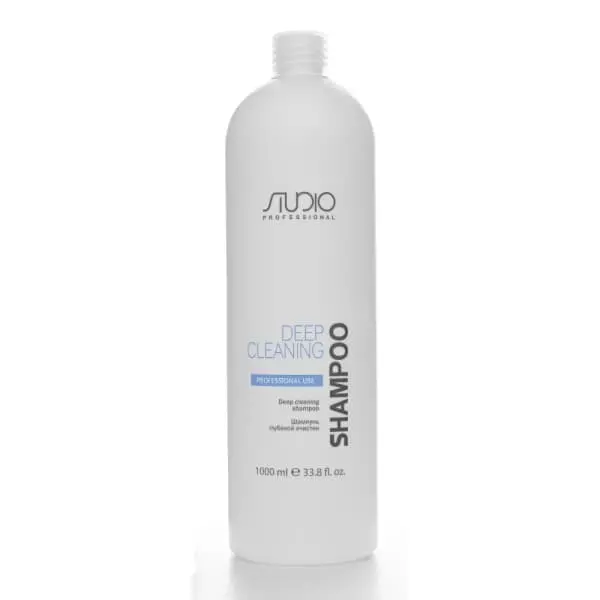 STUDIO
PROFESSIONAL
DEEP
CLEANING
SHAMPOO
PROFESSIONAL USE
Deep cleaning
shampoo
Шампунь
глубокой очистки
1000 ml ℮ 33.8 fl. oz.